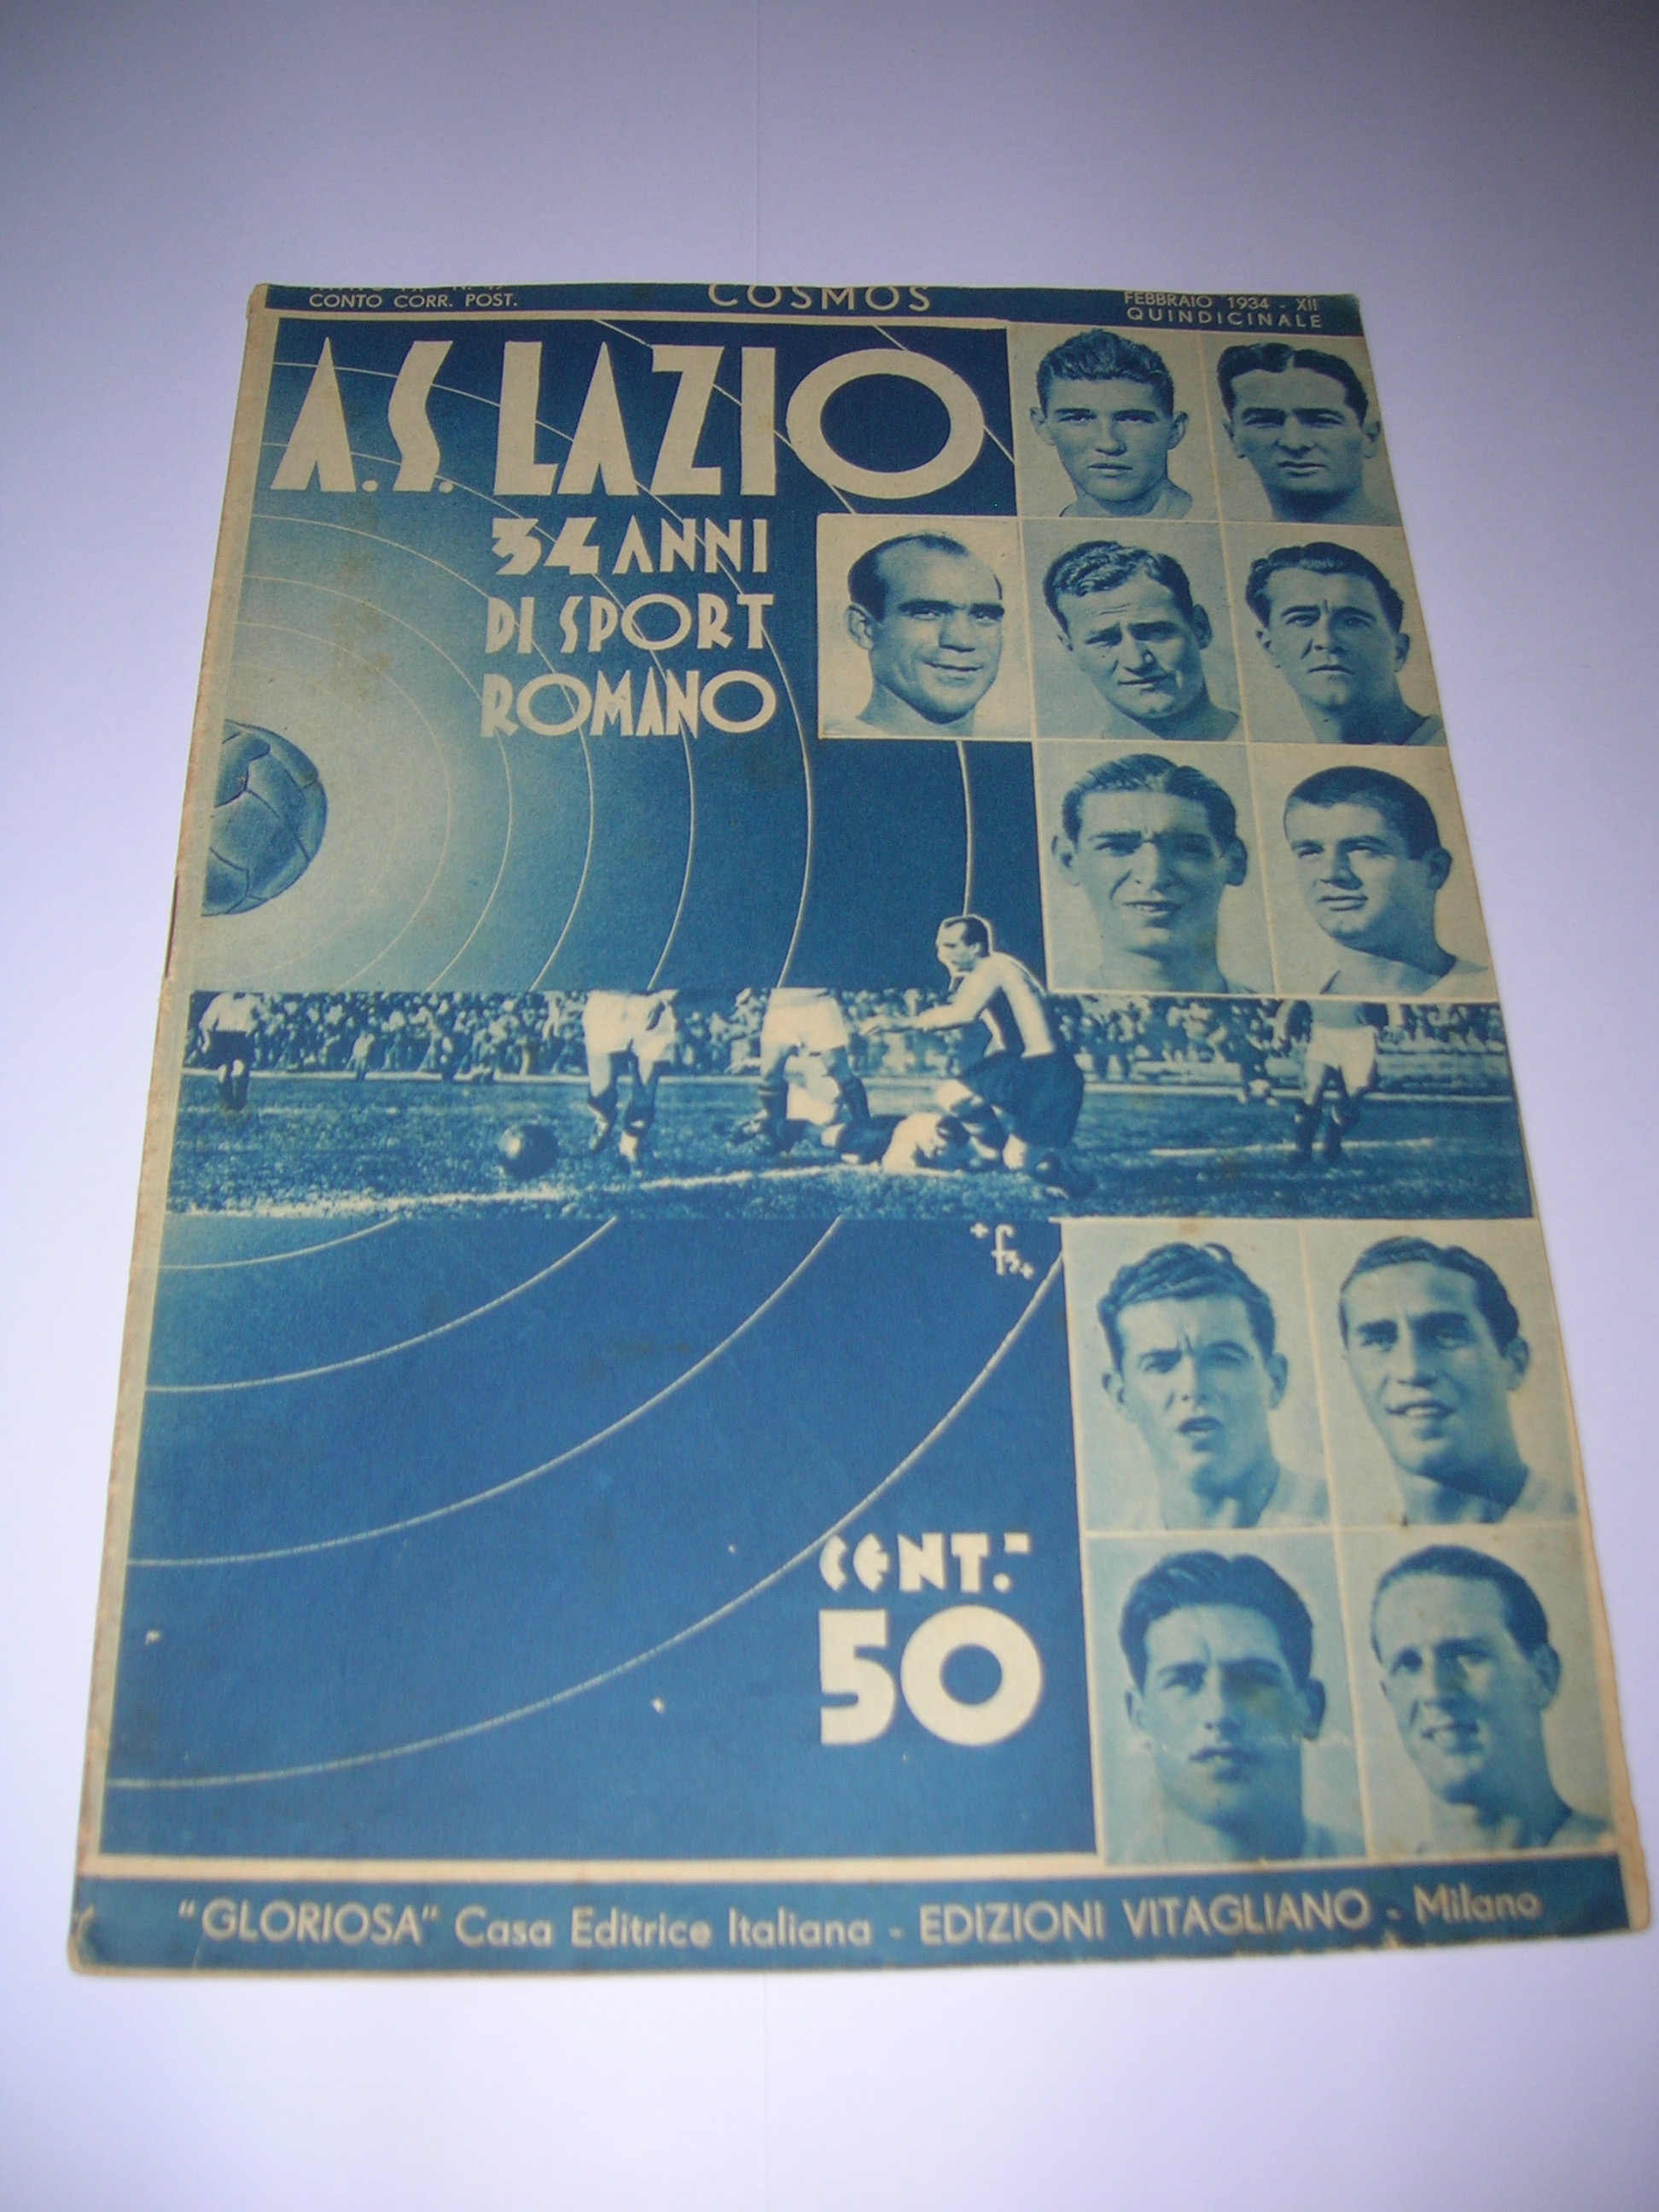 COSMOS
CONTO CORR. POST.
FEBBRAIO 1934 - XII
QUINDICINALE
A.S. LAZIO
34 ANNI
DI SPORT
ROMANO
CENT.
50
"GLORIOSA" Casa Editrice Italiana - EDIZIONI VITAGLIANO - Milano